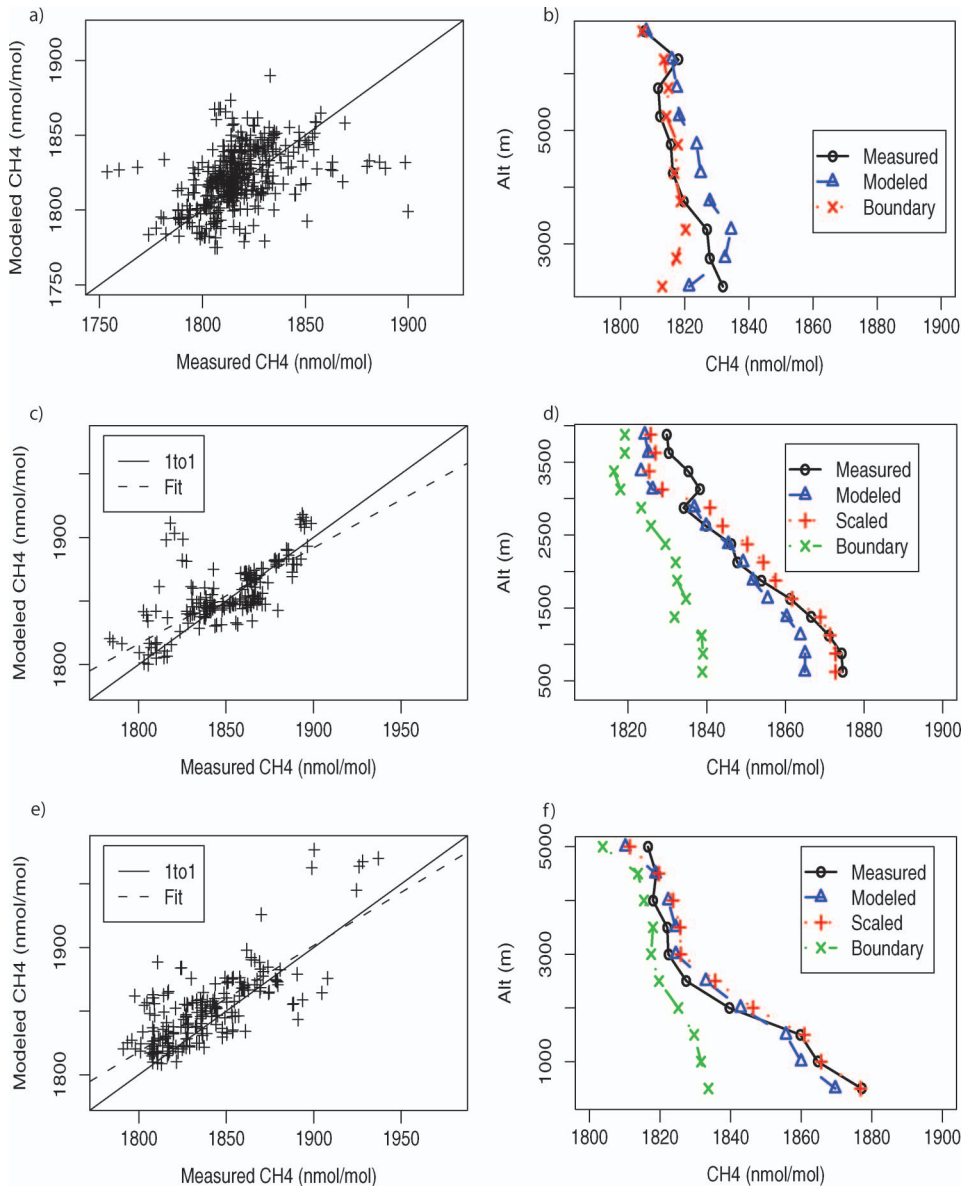 a)
Modeled CH4 (nmol/mol)
1900
1850
1800
1750
1750
1800
1850
1900
Measured CH4 (nmol/mol)
b)
Alt (m)
5000
3000
Measured
Modeled
Boundary
1800
1820
1840
1860
1880
1900
CH4 (nmol/mol)
c)
Modeled CH4 (nmol/mol)
1900
1800
1to1
Fit
1800
1850
1900
1950
Measured CH4 (nmol/mol)
d)
Alt (m)
3500
2500
1500
500
Measured
Modeled
Scaled
Boundary
1820
1840
1860
1880
1900
CH4 (nmol/mol)
e)
Modeled CH4 (nmol/mol)
1900
1800
1to1
Fit
1800
1850
1900
1950
Measured CH4 (nmol/mol)
f)
Alt (m)
5000
3000
1000
Measured
Modeled
Scaled
Boundary
1800
1820
1840
1860
1880
1900
CH4 (nmol/mol)